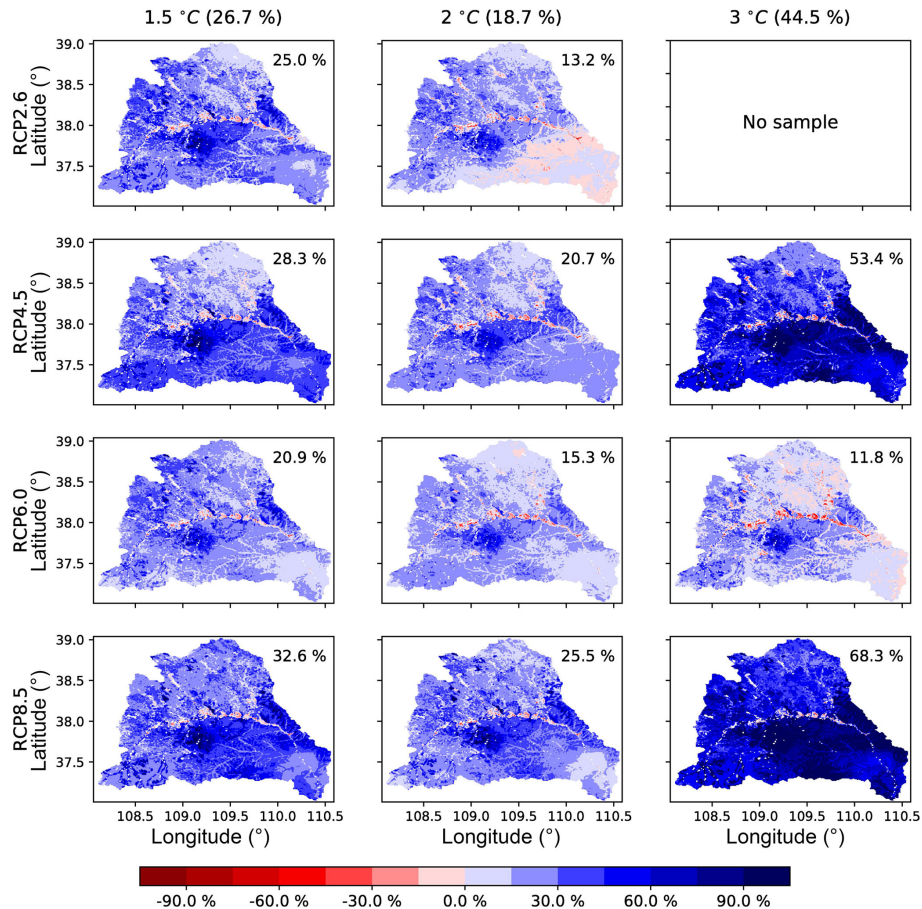 1.5 °C (26.7 %)
2 °C (18.7 %)
3 °C (44.5 %)
RCP2.6
Latitude (°)
39.0
38.5
38.0
37.5
25.0 %
13.2 %
No sample
RCP4.5
Latitude (°)
39.0
38.5
38.0
37.5
28.3 %
20.7 %
53.4 %
RCP6.0
Latitude (°)
39.0
38.5
38.0
37.5
20.9 %
15.3 %
11.8 %
RCP8.5
Latitude (°)
39.0
38.5
38.0
37.5
32.6 %
25.5 %
68.3 %
108.5 109.0 109.5 110.0 110.5
108.5 109.0 109.5 110.0 110.5
108.5 109.0 109.5 110.0 110.5
Longitude (°)
Longitude (°)
Longitude (°)
-90.0 % -60.0 % -30.0 % 0.0 % 30.0 % 60.0 % 90.0 %